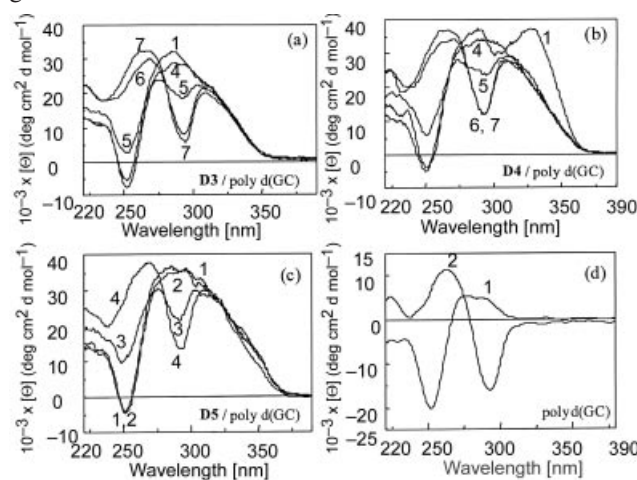 (a)
7
1
4
6
5
5
7
30
20
10
0
−10
10⁻³ x [Θ] (deg cm² d mol⁻¹)
D3 / poly d(GC)
220 250 300 350
Wavelength [nm]
(b)
4
1
5
6, 7
30
20
10
0
−10
10⁻³ x [Θ] (deg cm² d mol⁻¹)
D4 / poly d(GC)
220 250 300 350 390
Wavelength [nm]
(c)
4
1
2
3
3
4
1,2
40
30
20
10
0
−10
10⁻³ x [Θ] (deg cm² d mol⁻¹)
D5 / poly d(GC)
220 250 300 350
Wavelength [nm]
(d)
2
1
15
10
0
−5
−10
−15
−20
−25
10⁻³ x [Θ] (deg cm² d mol⁻¹)
polyd(GC)
220 250 300 350 390
Wavelength [nm]